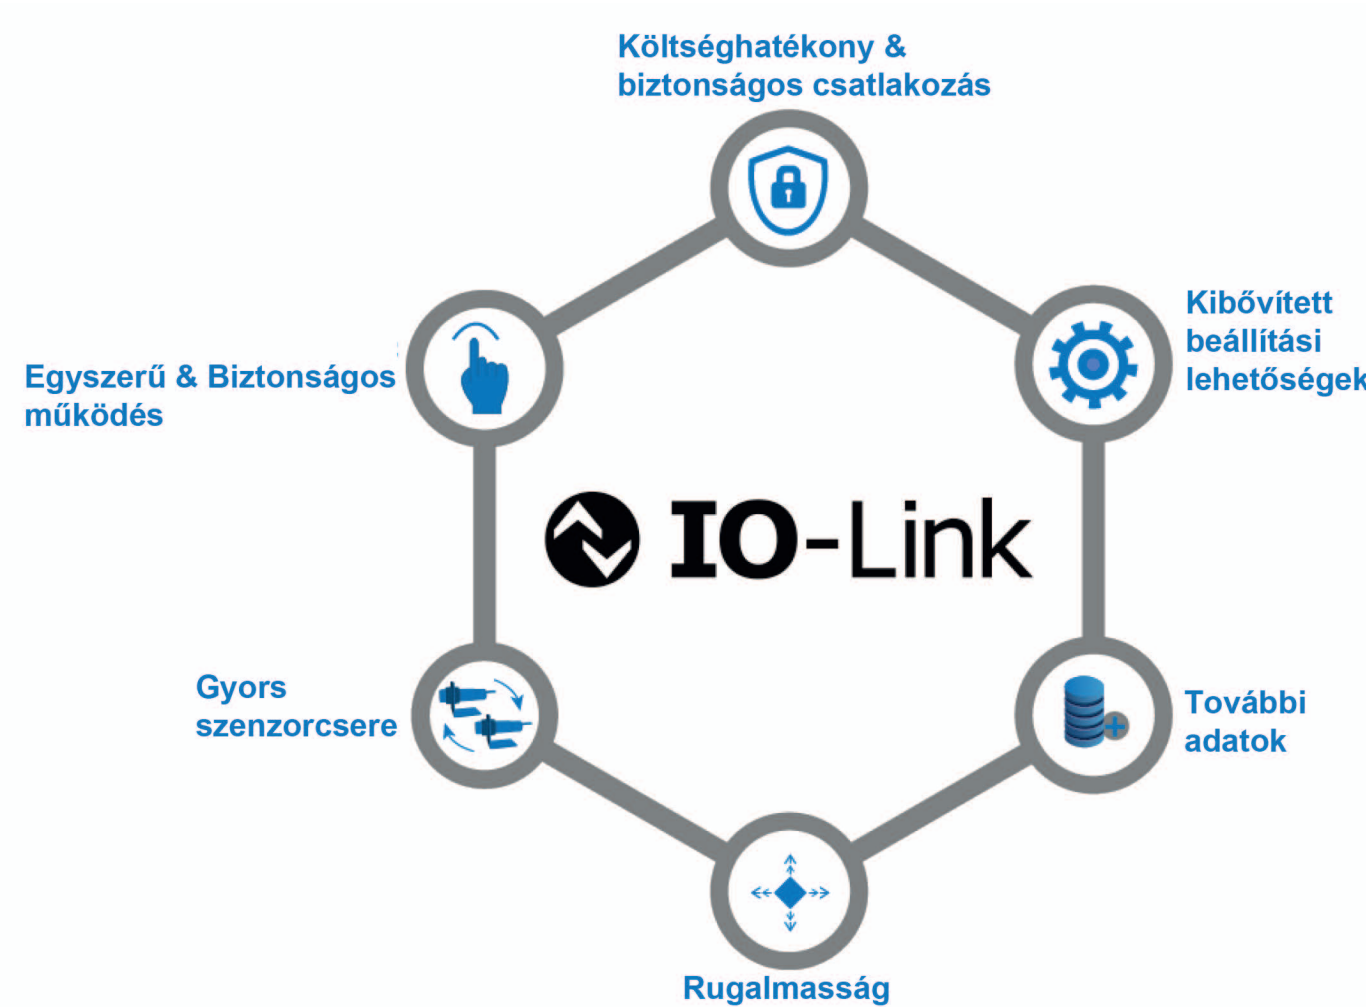 Költséghatékony &
biztonságos csatlakozás
Kibővített
beállítási
lehetőségek
Egyszerű & Biztonságos
működés
IO-Link
Gyors
szenzorcsere
További
adatok
Rugalmasság